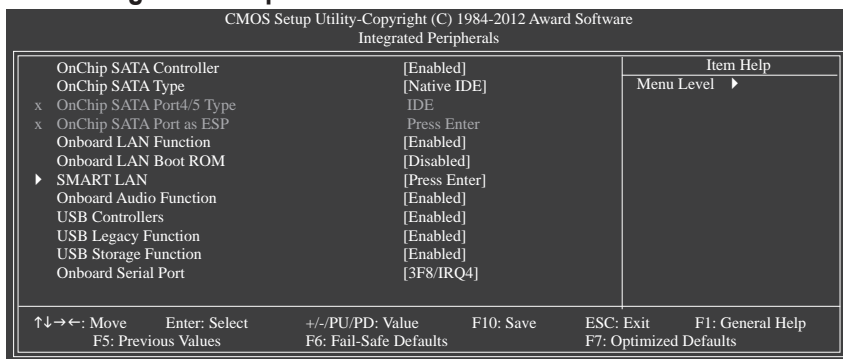 CMOS Setup Utility-Copyright (C) 1984-2012 Award Software
Integrated Peripherals
OnChip SATA Controller [Enabled] Item Help
OnChip SATA Type [Native IDE] Menu Level ▶
x OnChip SATA Port4/5 Type IDE
x OnChip SATA Port as ESP Press Enter
Onboard LAN Function [Enabled]
Onboard LAN Boot ROM [Disabled]
▶ SMART LAN [Press Enter]
Onboard Audio Function [Enabled]
USB Controllers [Enabled]
USB Legacy Function [Enabled]
USB Storage Function [Enabled]
Onboard Serial Port [3F8/IRQ4]
↑↓→←: Move Enter: Select +/-/PU/PD: Value F10: Save ESC: Exit F1: General Help
F5: Previous Values F6: Fail-Safe Defaults F7: Optimized Defaults